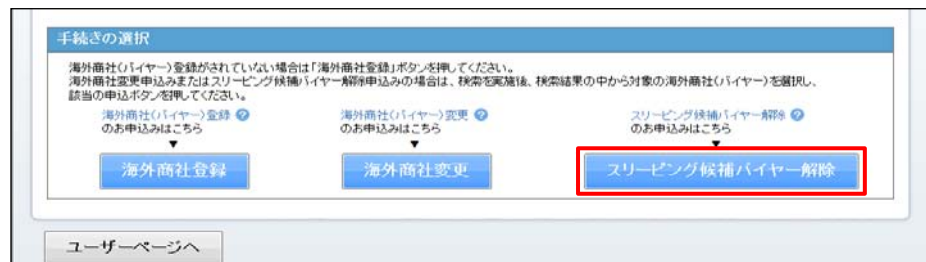 手続きの選択
海外商社(バイヤー)登録がされていない場合は「海外商社登録」ボタンを押してください。
海外商社変更申込みまたはスリーピング候補バイヤー解除申込みの場合は、検索を実施後、検索結果の中から対象の海外商社(バイヤー)を選択し、
該当の申込ボタンを押してください。
海外商社(バイヤー)登録 ?
のお申込みはこちら
▼
海外商社登録
海外商社(バイヤー)変更 ?
のお申込みはこちら
▼
海外商社変更
スリーピング候補バイヤー解除 ?
のお申込みはこちら
▼
スリーピング候補バイヤー解除
ユーザーページへ